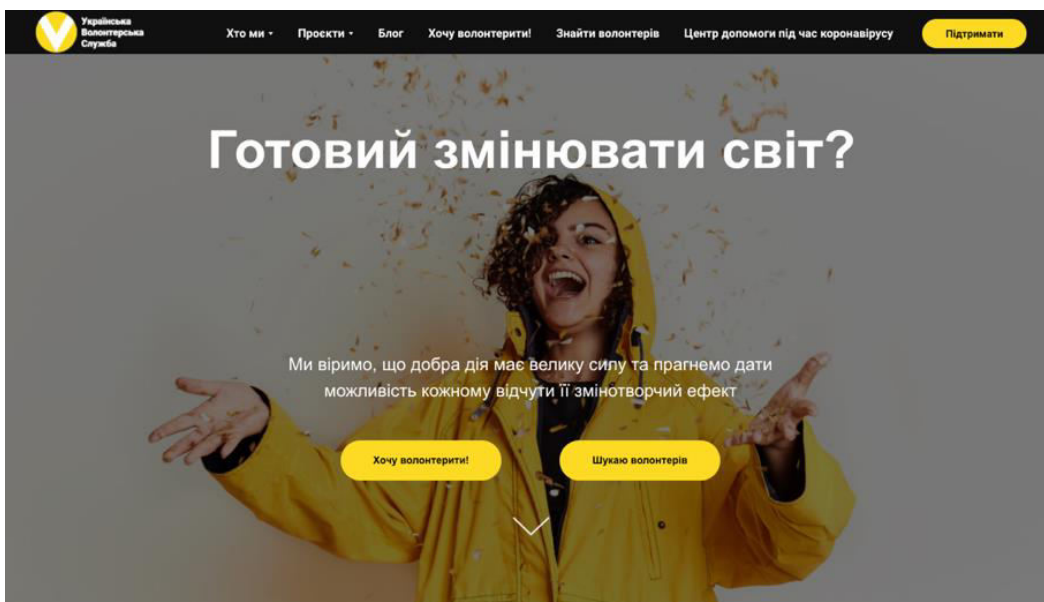 Українська
Волонтерська
Служба
Хто ми
Проєкти
Блог
Хочу волонтерити!
Знайти волонтерів
Центр допомоги під час коронавірусу
Підтримати
Готовий змінювати світ?
Ми віримо, що добра дія має велику силу та прагнемо дати
можливість кожному відчути її змінотворчий ефект
Хочу волонтерити!
Шукаю волонтерів